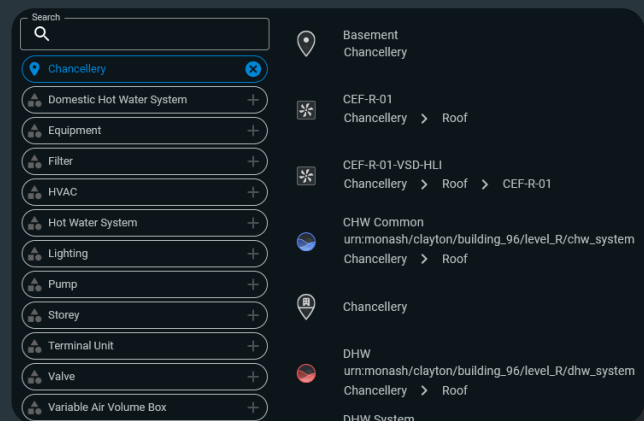 Search
Chancellery
Domestic Hot Water System
Equipment
Filter
HVAC
Hot Water System
Lighting
Pump
Storey
Terminal Unit
Valve
Variable Air Volume Box
Basement
Chancellery
CEF-R-01
Chancellery > Roof
CEF-R-01-VSD-HLI
Chancellery > Roof > CEF-R-01
CHW Common
urn:monash/clayton/building_96/level_R/chw_system
Chancellery > Roof
Chancellery
DHW
urn:monash/clayton/building_96/level_R/dhw_system
Chancellery > Roof
DHW System